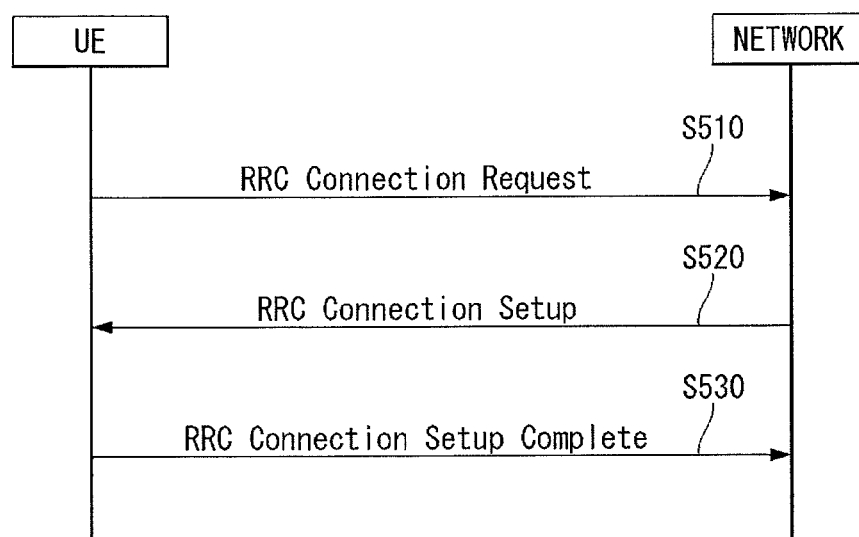 UE
NETWORK
S510
RRC Connection Request
S520
RRC Connection Setup
S530
RRC Connection Setup Complete